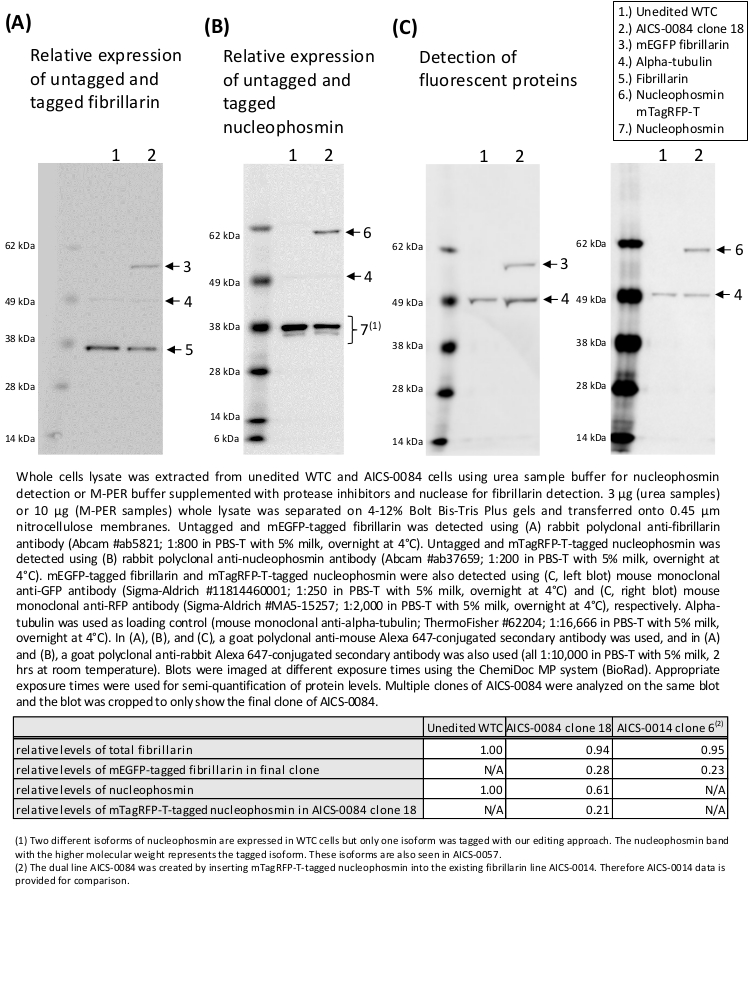 (A)
Relative expression
of untagged and
tagged fibrillarin
(B)
Relative expression
of untagged and
tagged
nucleophosmin
(C)
Detection of
fluorescent proteins
1.) Unedited WTC
2.) AICS-0084 clone 18
3.) mEGFP fibrillarin
4.) Alpha-tubulin
5.) Fibrillarin
6.) Nucleophosmin
mTagRFP-T
7.) Nucleophosmin
1 2
62 kDa
49 kDa
38 kDa
28 kDa
14 kDa
3
4
5
1 2
62 kDa
49 kDa
38 kDa
28 kDa
14 kDa
6 kDa
6
4
7(1)
1 2
62 kDa
49 kDa
38 kDa
28 kDa
14 kDa
3
4
1 2
62 kDa
49 kDa
38 kDa
28 kDa
14 kDa
6
4
Whole cells lysate was extracted from unedited WTC and AICS-0084 cells using urea sample buffer for nucleophosmin
detection or M-PER buffer supplemented with protease inhibitors and nuclease for fibrillarin detection. 3 µg (urea samples)
or 10 µg (M-PER samples) whole lysate was separated on 4-12% Bolt Bis-Tris Plus gels and transferred onto 0.45 µm
nitrocellulose membranes. Untagged and mEGFP-tagged fibrillarin was detected using (A) rabbit polyclonal anti-fibrillarin
antibody (Abcam #ab5821; 1:800 in PBS-T with 5% milk, overnight at 4°C). Untagged and mTagRFP-T-tagged nucleophosmin was
detected using (B) rabbit polyclonal anti-nucleophosmin antibody (Abcam #ab37659; 1:200 in PBS-T with 5% milk, overnight at
4°C). mEGFP-tagged fibrillarin and mTagRFP-T-tagged nucleophosmin were also detected using (C, left blot) mouse monoclonal
anti-GFP antibody (Sigma-Aldrich #11814460001; 1:250 in PBS-T with 5% milk, overnight at 4°C) and (C, right blot) mouse
monoclonal anti-RFP antibody (Sigma-Aldrich #MA5-15257; 1:2,000 in PBS-T with 5% milk, overnight at 4°C), respectively. Alpha-
tubulin was used as loading control (mouse monoclonal anti-alpha-tubulin; ThermoFisher #62204; 1:16,666 in PBS-T with 5% milk,
overnight at 4°C). In (A), (B), and (C), a goat polyclonal anti-mouse Alexa 647-conjugated secondary antibody was used, and in (A)
and (B), a goat polyclonal anti-rabbit Alexa 647-conjugated secondary antibody was also used (all 1:10,000 in PBS-T with 5% milk, 2
hrs at room temperature). Blots were imaged at different exposure times using the ChemiDoc MP system (BioRad). Appropriate
exposure times were used for semi-quantification of protein levels. Multiple clones of AICS-0084 were analyzed on the same blot
and the blot was cropped to only show the final clone of AICS-0084.
Unedited WTC AICS-0084 clone 18 AICS-0014 clone 6(2)
relative levels of total fibrillarin 1.00 0.94 0.95
relative levels of mEGFP-tagged fibrillarin in final clone N/A 0.28 0.23
relative levels of nucleophosmin 1.00 0.61 N/A
relative levels of mTagRFP-T-tagged nucleophosmin in AICS-0084 clone 18 N/A 0.21 N/A
(1) Two different isoforms of nucleophosmin are expressed in WTC cells but only one isoform was tagged with our editing approach. The nucleophosmin band
with the higher molecular weight represents the tagged isoform. These isoforms are also seen in AICS-0057.
(2) The dual line AICS-0084 was created by inserting mTagRFP-T-tagged nucleophosmin into the existing fibrillarin line AICS-0014. Therefore AICS-0014 data is
provided for comparison.